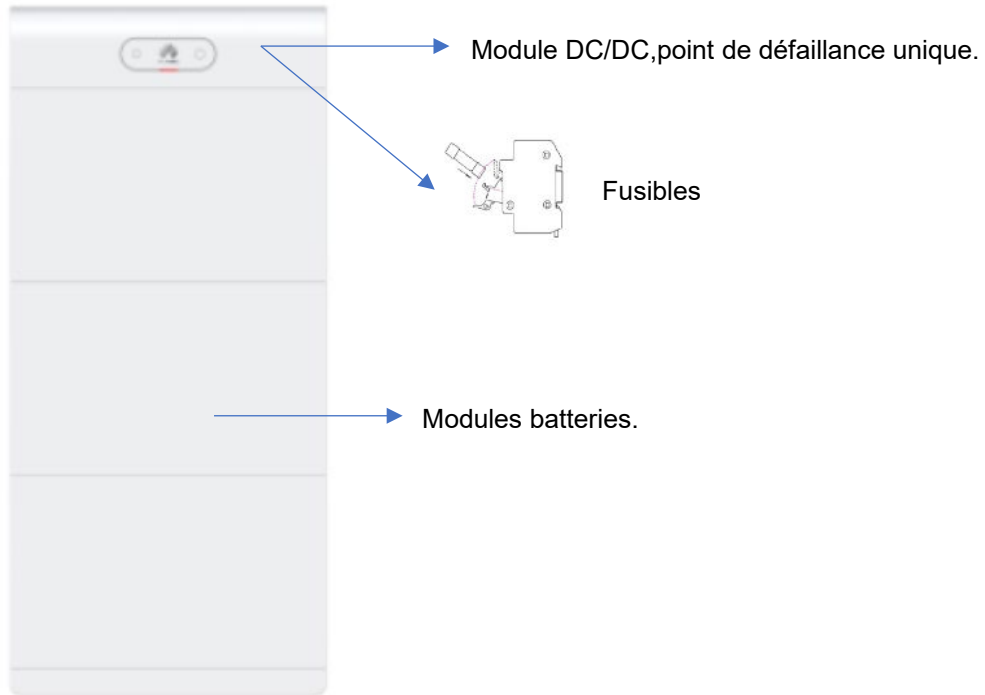 Module DC/DC,point de défaillance unique.
Fusibles
Modules batteries.